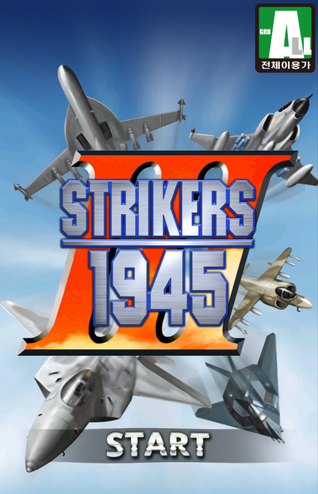 GRB
ALL
전체이용가
III
STRIKERS
1945
START